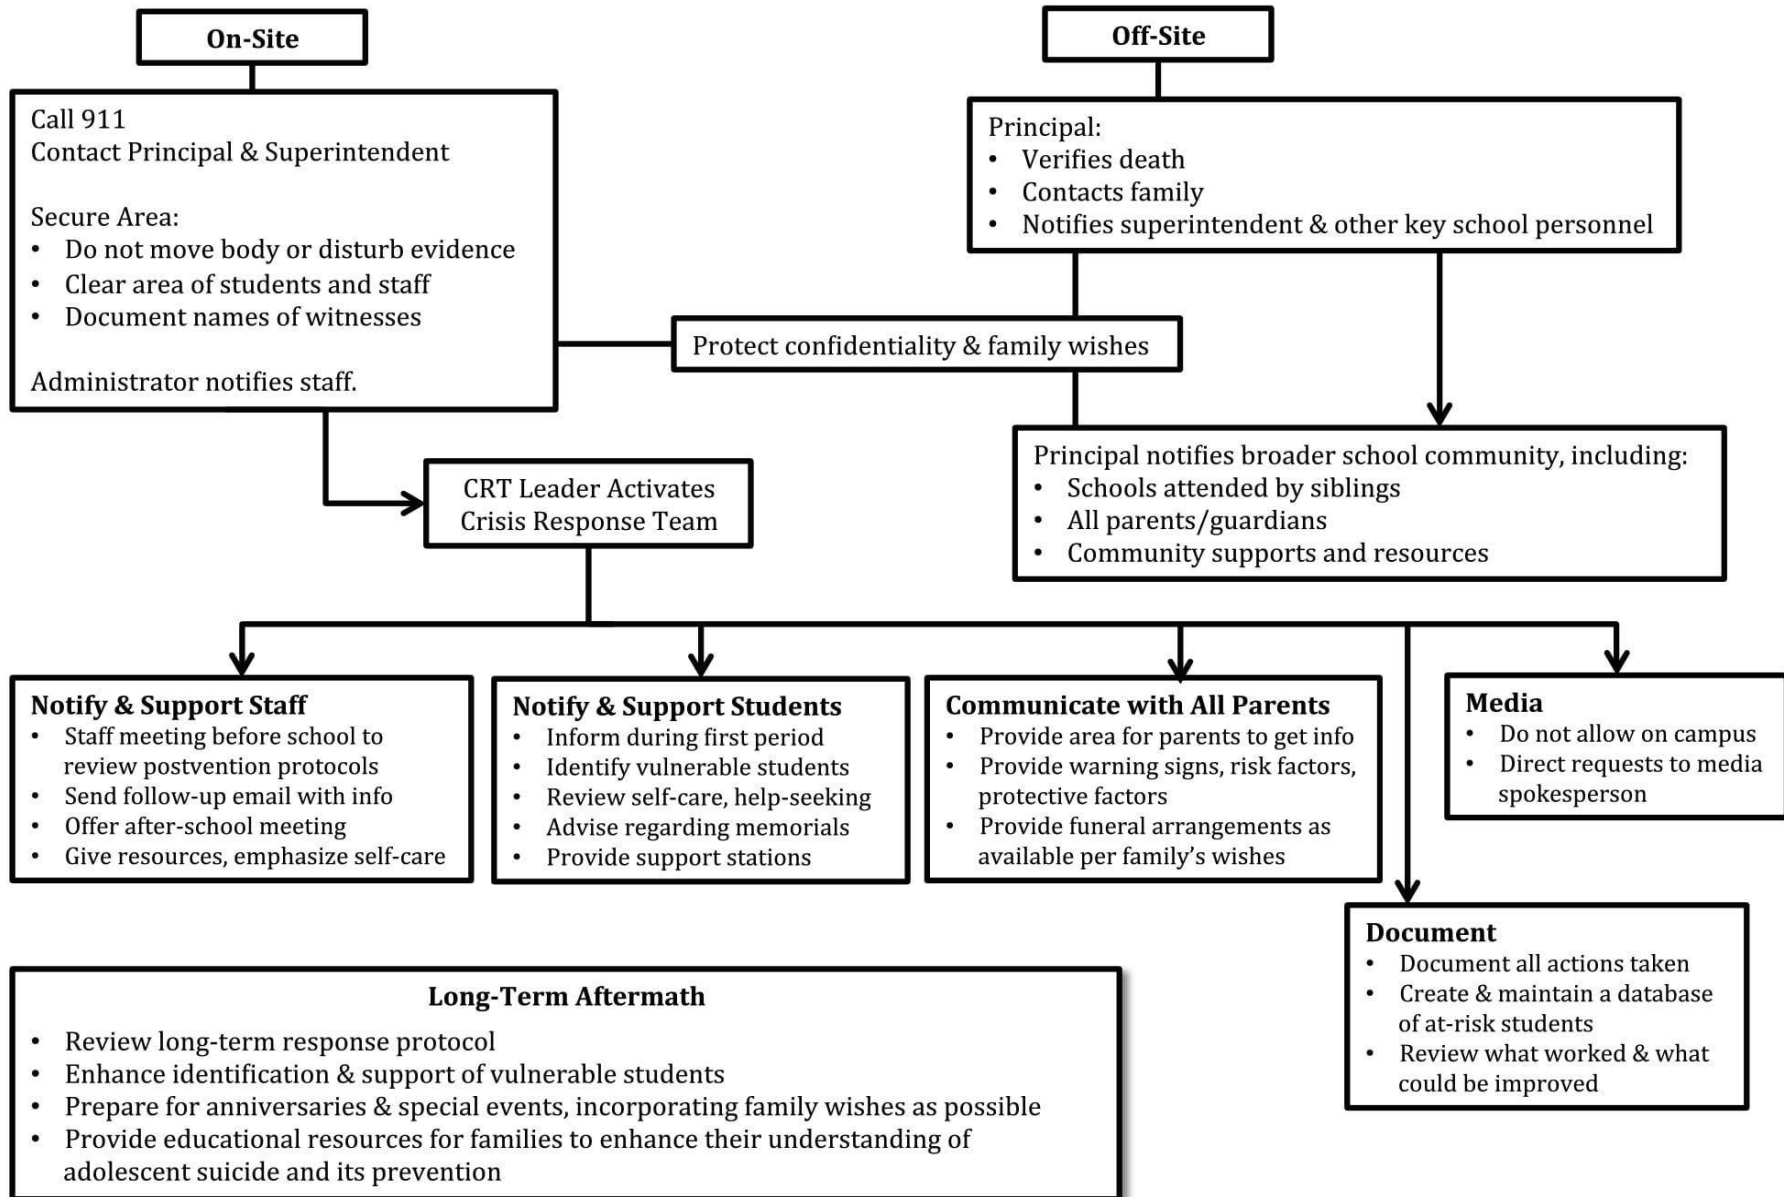 On-Site
Call 911
Contact Principal & Superintendent
Secure Area:
• Do not move body or disturb evidence
• Clear area of students and staff
• Document names of witnesses
Administrator notifies staff.
Off-Site
Principal:
• Verifies death
• Contacts family
• Notifies superintendent & other key school personnel
Protect confidentiality & family wishes
Principal notifies broader school community, including:
• Schools attended by siblings
• All parents/guardians
• Community supports and resources
CRT Leader Activates
Crisis Response Team
Notify & Support Staff
• Staff meeting before school to
review postvention protocols
• Send follow-up email with info
• Offer after-school meeting
• Give resources, emphasize self-care
Notify & Support Students
• Inform during first period
• Identify vulnerable students
• Review self-care, help-seeking
• Advise regarding memorials
• Provide support stations
Communicate with All Parents
• Provide area for parents to get info
• Provide warning signs, risk factors,
protective factors
• Provide funeral arrangements as
available per family's wishes
Media
• Do not allow on campus
• Direct requests to media
spokesperson
Document
• Document all actions taken
• Create & maintain a database
of at-risk students
• Review what worked & what
could be improved
Long-Term Aftermath
• Review long-term response protocol
• Enhance identification & support of vulnerable students
• Prepare for anniversaries & special events, incorporating family wishes as possible
• Provide educational resources for families to enhance their understanding of
adolescent suicide and its prevention